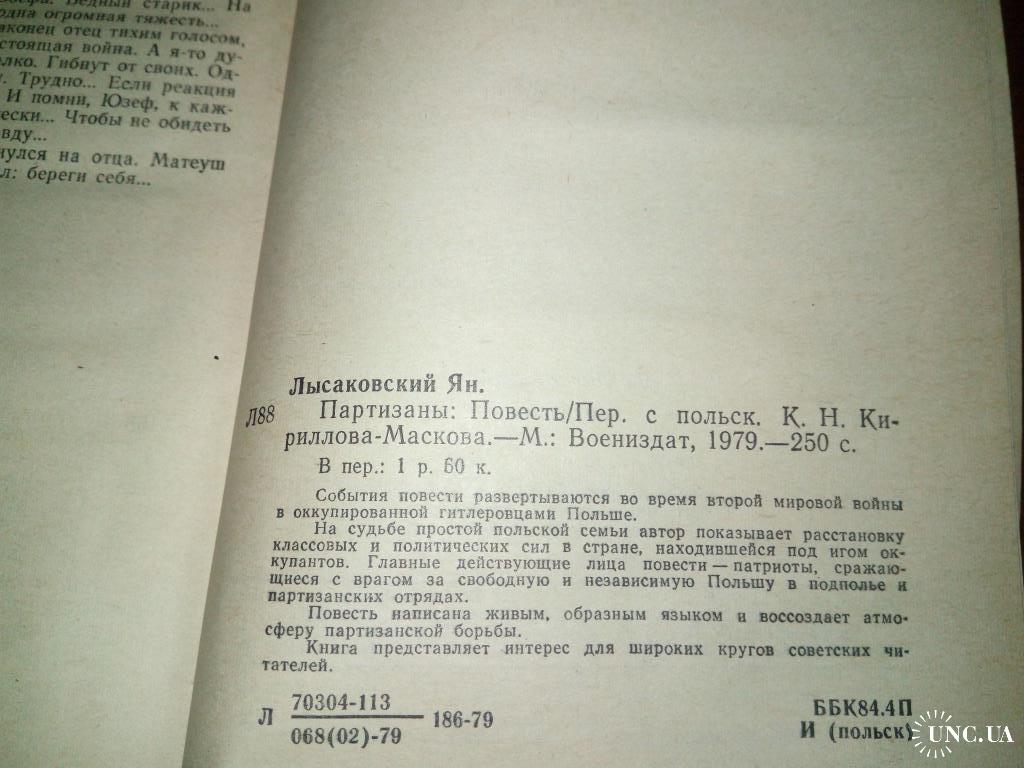 Бедный старик... На
одна огромная тяжесть...
аконец отец тихим голосом,
стоящая война. А я-то ду-
лко. Гибнут от своих. Од-
у. Трудно... Если реакция
И помни, Юзеф, к каж-
ески... Чтобы не обидеть
вду...
нулся на отца. Матеуш
л: береги себя...
Лысаковский Ян.
Л88
Партизаны: Повесть/Пер. с польск. К. Н. Ки-
риллова-Маскова.—М.: Воениздат, 1979.—250 с.
В пер.: 1 р. 60 к.
События повести развертываются во время второй мировой войны
в оккупированной гитлеровцами Польше.
На судьбе простой польской семьи автор показывает расстановку
классовых и политических сил в стране, находившейся под игом ок-
купантов. Главные действующие лица повести — патриоты, сражаю-
щиеся с врагом за свободную и независимую Польшу в подполье и
партизанских отрядах.
Повесть написана живым, образным языком и воссоздает атмо-
сферу партизанской борьбы.
Книга представляет интерес для широких кругов советских чи-
тателей.
Л 70304-113
068(02)-79 186-79
ББК84.4П
И (польск)
UNC.UA